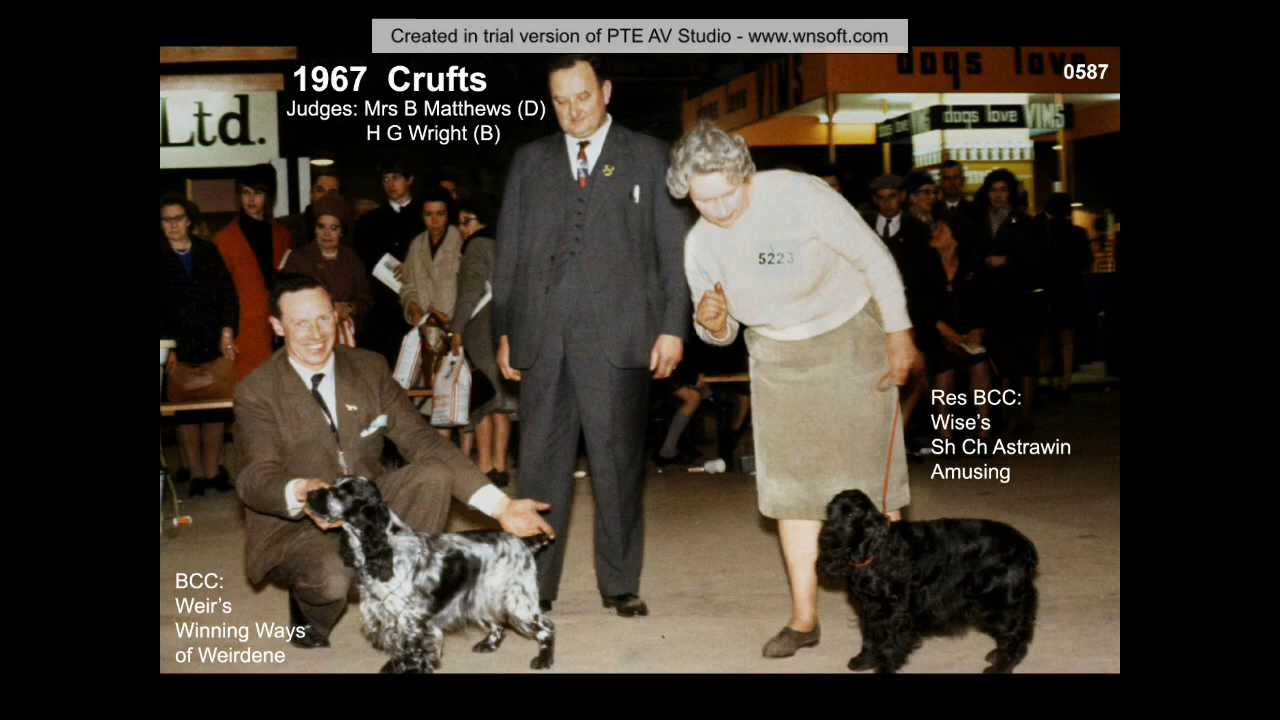 Created in trial version of PTE AV Studio - www.wnsoft.com
1967 Crufts
0587
Judges: Mrs B Matthews (D)
H G Wright (B)
Ltd.
dogs love
VIMS
dogs love VIMS
5223
Res BCC:
Wise's
Sh Ch Astrawin
Amusing
BCC:
Weir's
Winning Ways
of Weirdene